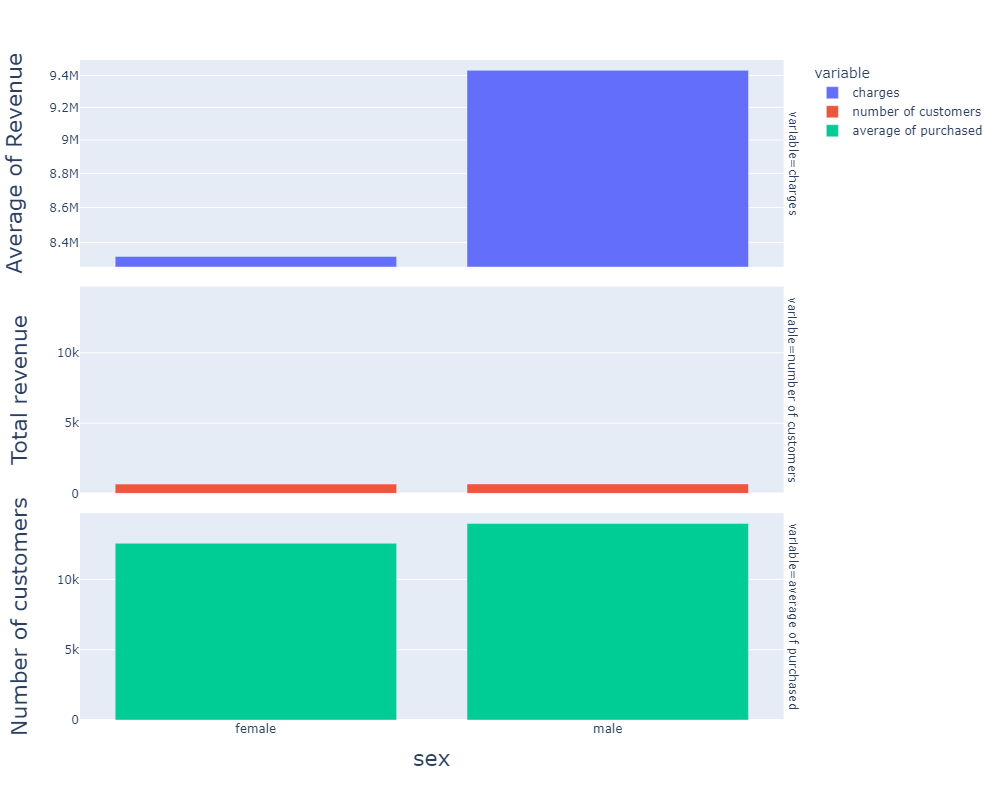 Average of Revenue
9.4M
9.2M
9M
8.8M
8.6M
8.4M
variable=charges
variable
charges
number of customers
average of purchased
Total revenue
10k
5k
0
variable=number of customers
Number of customers
10k
5k
0
variable=average of purchased
female
male
sex